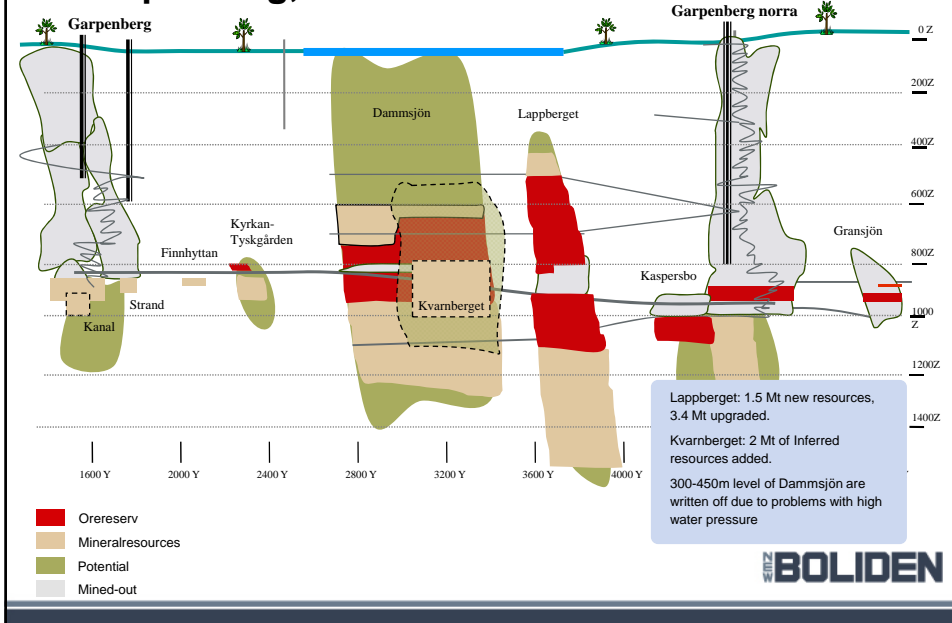 Garpenberg
Garpenberg norra
0 Z
200Z
Dammsjön
Lappberget
400Z
600Z
Kyrkan-
Tyskgården
Gransjön
Finnhyttan
800Z
Kaspersbo
Strand
Kvarnberget
1000
Z
Kanal
1200Z
1400Z
1600 Y
2000 Y
2400 Y
2800 Y
3200 Y
3600 Y
4000 Y
Lappberget: 1.5 Mt new resources,
3.4 Mt upgraded.
Kvarnberget: 2 Mt of Inferred
resources added.
300-450m level of Dammsjön are
written off due to problems with high
water pressure
Orereserv
Mineralresources
Potential
Mined-out
NEW BOLIDEN